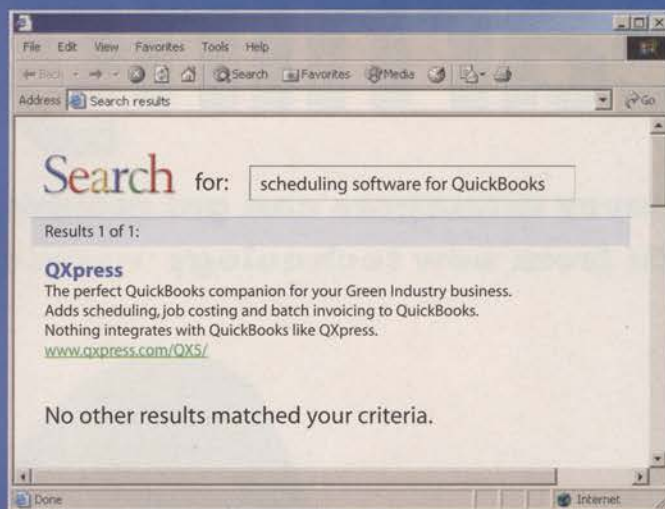 File Edit View Favorites Tools Help
Back Search Favorites Media
Address Search results Go
Search for: scheduling software for QuickBooks
Results 1 of 1:
QXpress
The perfect QuickBooks companion for your Green Industry business.
Adds scheduling, job costing and batch invoicing to QuickBooks.
Nothing integrates with QuickBooks like QXpress.
www.qxpress.com/QX5/
No other results matched your criteria.
Done Internet